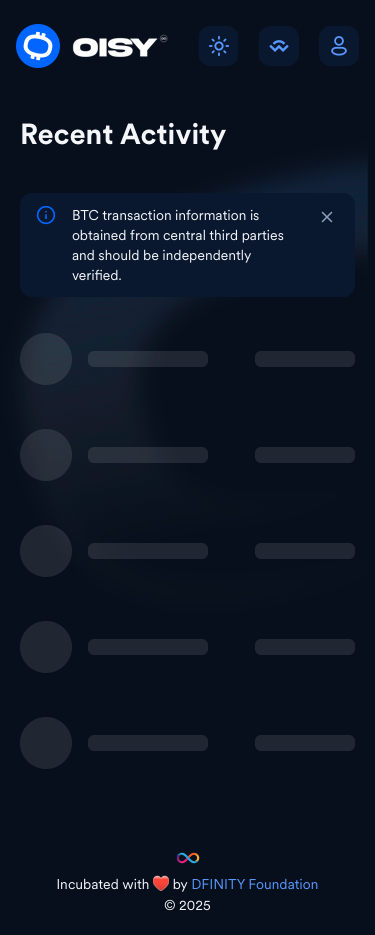 OISY
Recent Activity
BTC transaction information is
obtained from central third parties
and should be independently
verified.
Incubated with ❤️ by DFINITY Foundation
© 2025